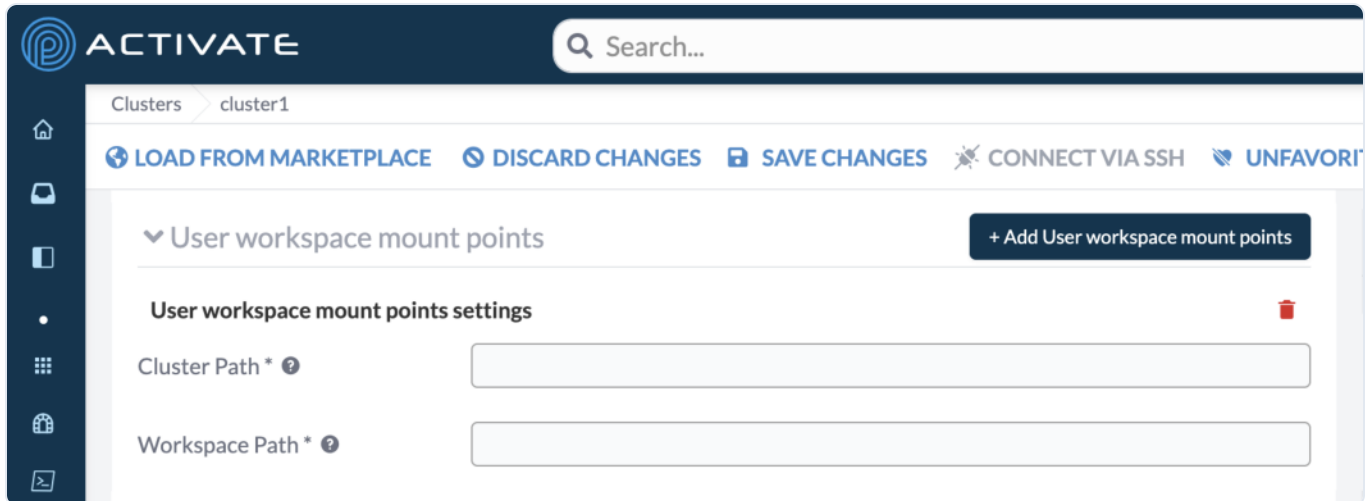 ACTIVATE
Search...
Clusters cluster1
LOAD FROM MARKETPLACE DISCARD CHANGES SAVE CHANGES CONNECT VIA SSH UNFAVORI
User workspace mount points + Add User workspace mount points
User workspace mount points settings
Cluster Path *
Workspace Path *